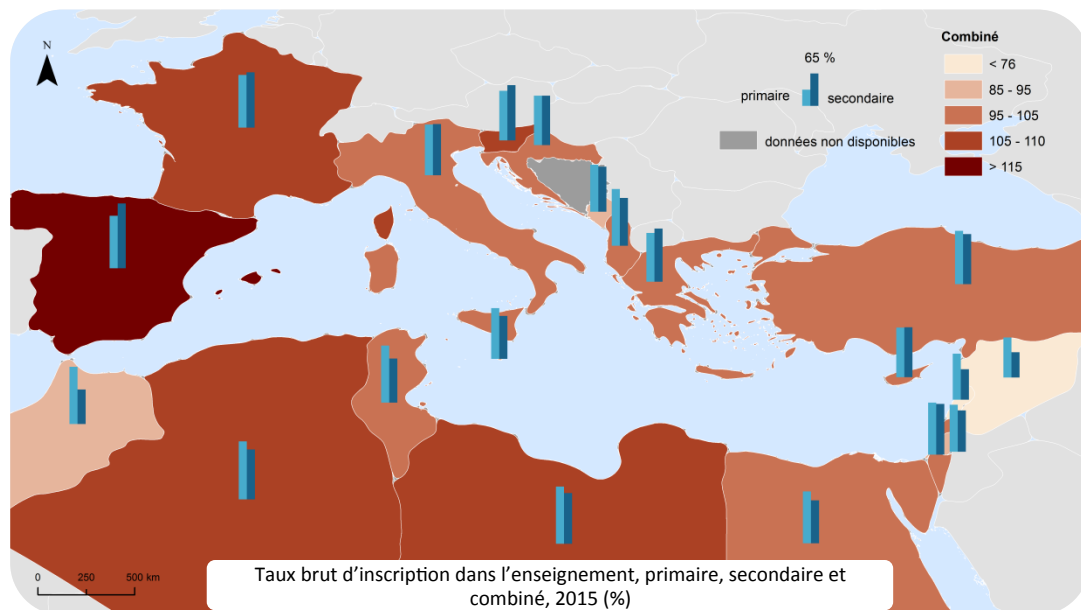 N
65 %
primaire
secondaire
données non disponibles
Combiné
< 76
85 - 95
95 - 105
105 - 110
> 115
0 250 500 km
Taux brut d’inscription dans l’enseignement, primaire, secondaire et
combiné, 2015 (%)